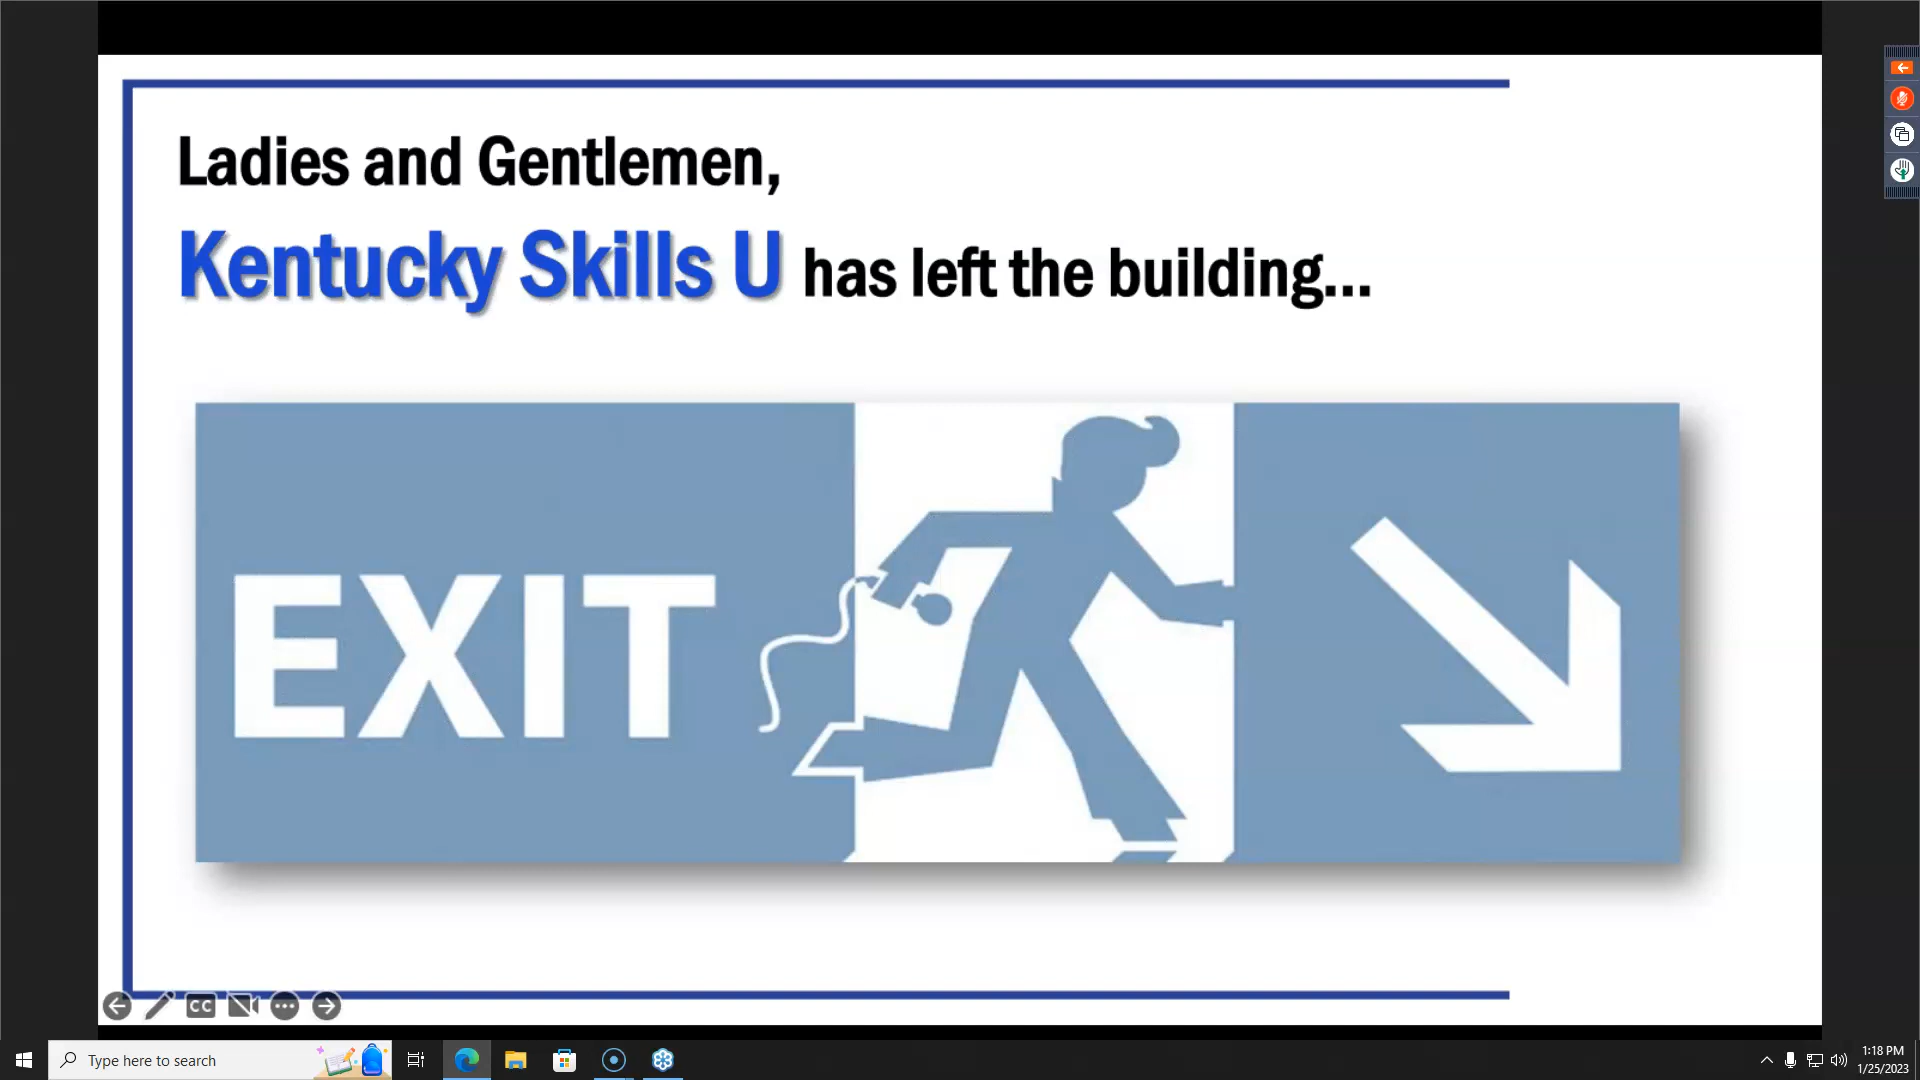 Ladies and Gentlemen,
Kentucky Skills U has left the building...
EXIT
CC
Type here to search
1:18 PM
1/25/2023